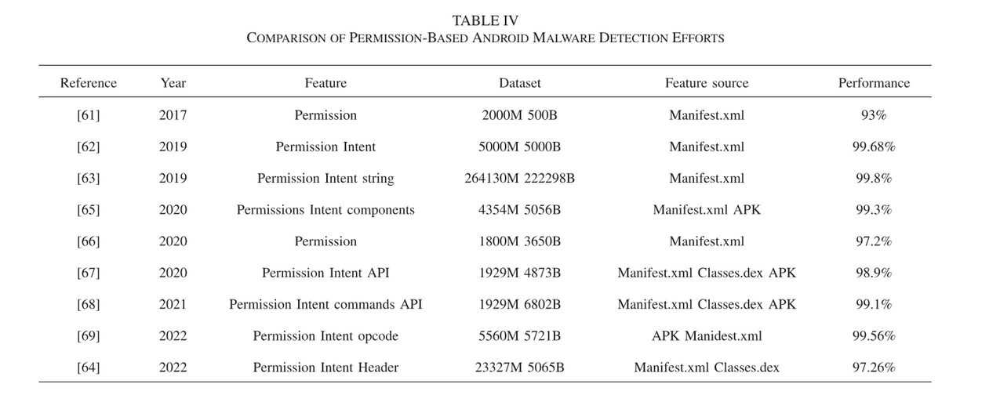 TABLE IV
COMPARISON OF PERMISSION-BASED ANDROID MALWARE DETECTION EFFORTS
Reference Year Feature Dataset Feature source Performance
[61] 2017 Permission 2000M 500B Manifest.xml 93%
[62] 2019 Permission Intent 5000M 5000B Manifest.xml 99.68%
[63] 2019 Permission Intent string 264130M 222298B Manifest.xml 99.8%
[65] 2020 Permissions Intent components 4354M 5056B Manifest.xml APK 99.3%
[66] 2020 Permission 1800M 3650B Manifest.xml 97.2%
[67] 2020 Permission Intent API 1929M 4873B Manifest.xml Classes.dex APK 98.9%
[68] 2021 Permission Intent commands API 1929M 6802B Manifest.xml Classes.dex APK 99.1%
[69] 2022 Permission Intent opcode 5560M 5721B APK Manidest.xml 99.56%
[64] 2022 Permission Intent Header 23327M 5065B Manifest.xml Classes.dex 97.26%